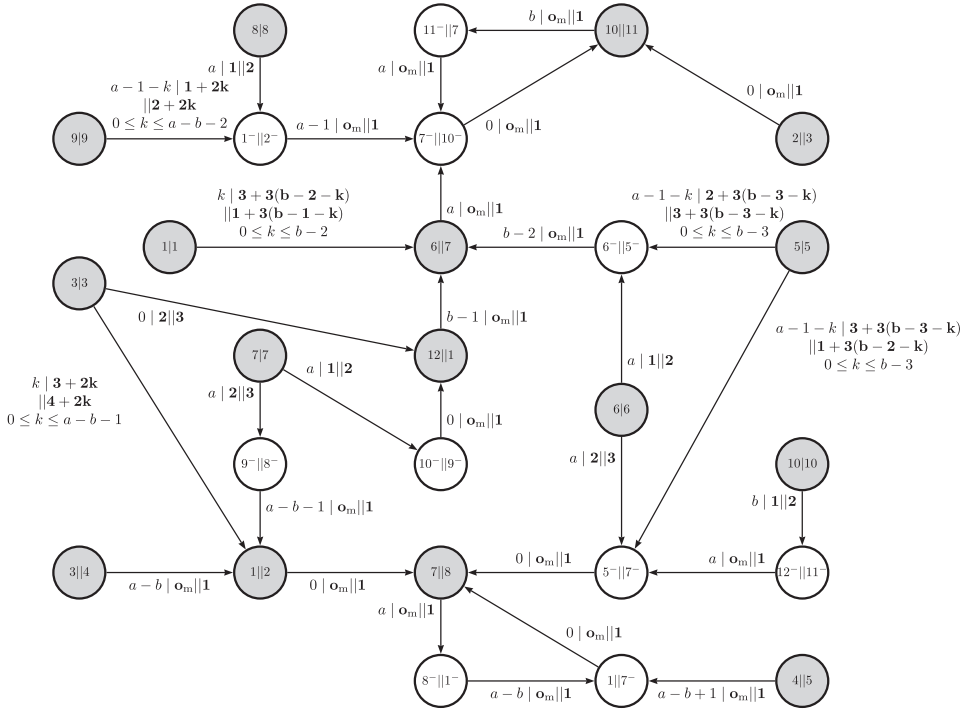 8|8
11⁻||7
b | oₘ||1
10||11
a | 1||2
a | oₘ||1
a − 1 − k | 1 + 2k
||2 + 2k
0 ≤ k ≤ a − b − 2
0 | oₘ||1
9|9
1⁻||2⁻
a − 1 | oₘ||1
7⁻||10⁻
0 | oₘ||1
2||3
k | 3 + 3(b − 2 − k)
||1 + 3(b − 1 − k)
0 ≤ k ≤ b − 2
a | oₘ||1
a − 1 − k | 2 + 3(b − 3 − k)
||3 + 3(b − 3 − k)
0 ≤ k ≤ b − 3
1|1
6||7
b − 2 | oₘ||1
6⁻||5⁻
5|5
3|3
0 | 2||3
b − 1 | oₘ||1
a − 1 − k | 3 + 3(b − 3 − k)
||1 + 3(b − 2 − k)
0 ≤ k ≤ b − 3
7|7
a | 1||2
12||1
a | 1||2
k | 3 + 2k
||4 + 2k
0 ≤ k ≤ a − b − 1
a | 2||3
6|6
0 | oₘ||1
9⁻||8⁻
10⁻||9⁻
a | 2||3
10|10
b | 1||2
a − b − 1 | oₘ||1
3||4
a − b | oₘ||1
1||2
0 | oₘ||1
7||8
0 | oₘ||1
5⁻||7⁻
a | oₘ||1
12⁻||11⁻
a | oₘ||1
0 | oₘ||1
8⁻||1⁻
a − b | oₘ||1
1||7⁻
a − b + 1 | oₘ||1
4||5